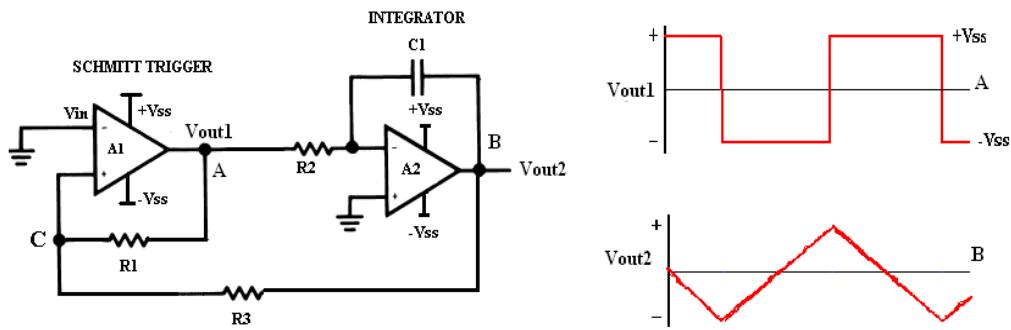 INTEGRATOR
C1
SCHMITT TRIGGER
+Vss
Vin
-
A1
+
-Vss
Vout1
A
R2
+Vss
-
A2
+
-Vss
B
Vout2
C
R1
R3
+
+Vss
Vout1
A
-
-Vss
+
Vout2
B
-